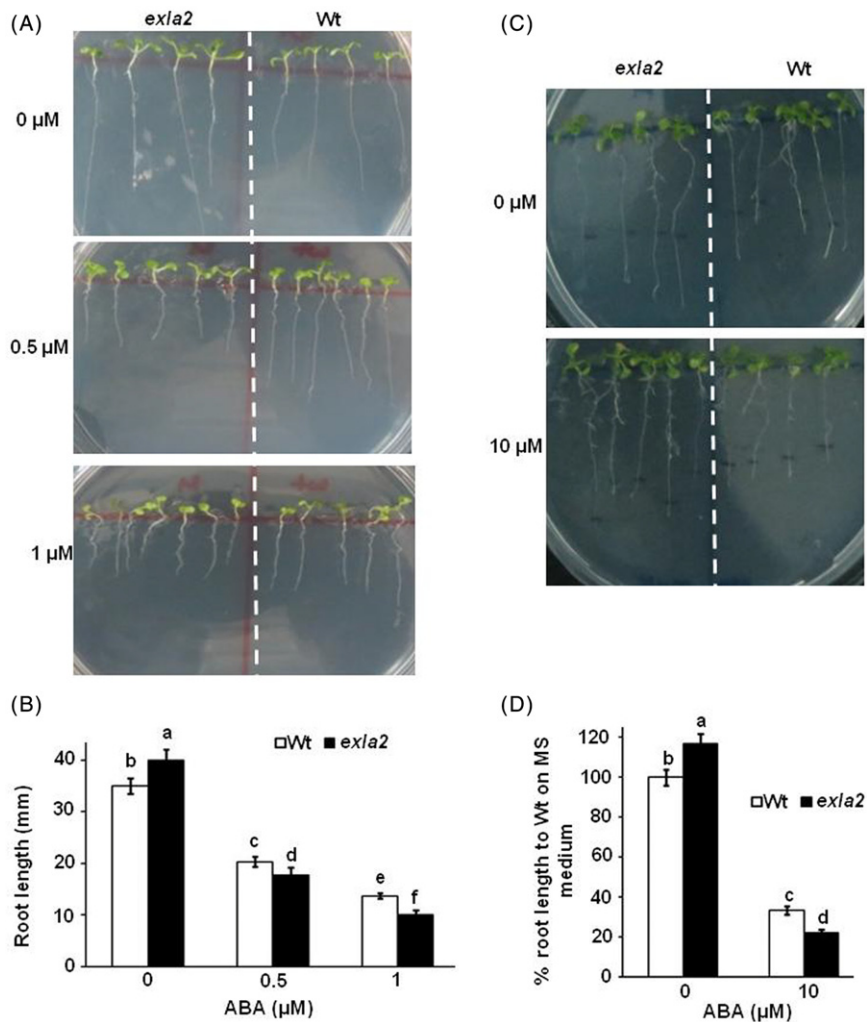 (A)
exla2 Wt
0 µM
0.5 µM
1 µM
(C)
exla2 Wt
0 µM
10 µM
(B)
Wt exla2
Root length (mm)
40
30
20
10
0
b a
c d
e f
0 0.5 1
ABA (µM)
(D)
Wt exla2
% root length to Wt on MS
medium
120
100
80
60
40
20
0
b a
c d
0 10
ABA (µM)